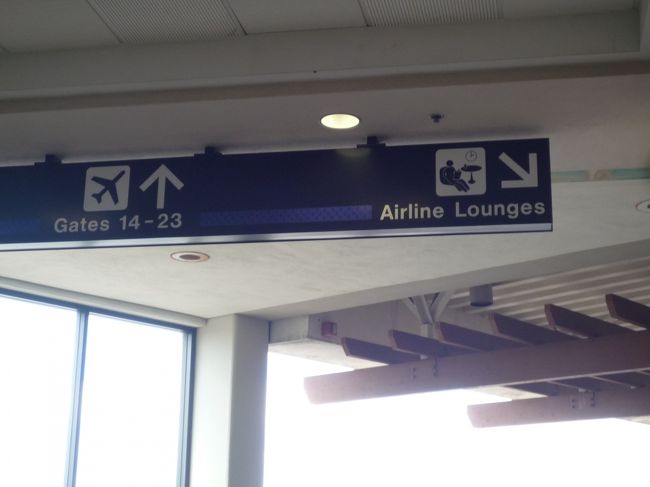 Gates 14-23
Airline Lounges